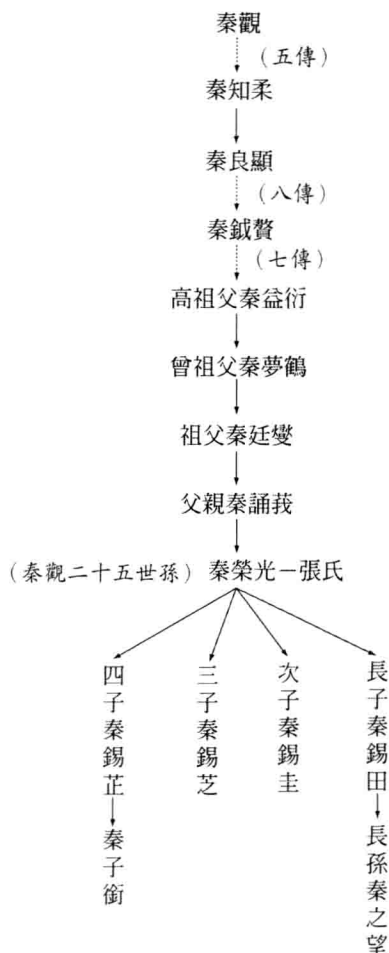 秦觀
(五傳)
秦知柔
秦良顯
(八傳)
秦鉞贅
(七傳)
高祖父秦益衍
曾祖父秦夢鶴
祖父秦廷燮
父親秦誦莪
(秦觀二十五世孫) 秦榮光－張氏
長子秦錫田
長孫秦之望
次子秦錫圭
三子秦錫芝
四子秦錫芷
秦子銜